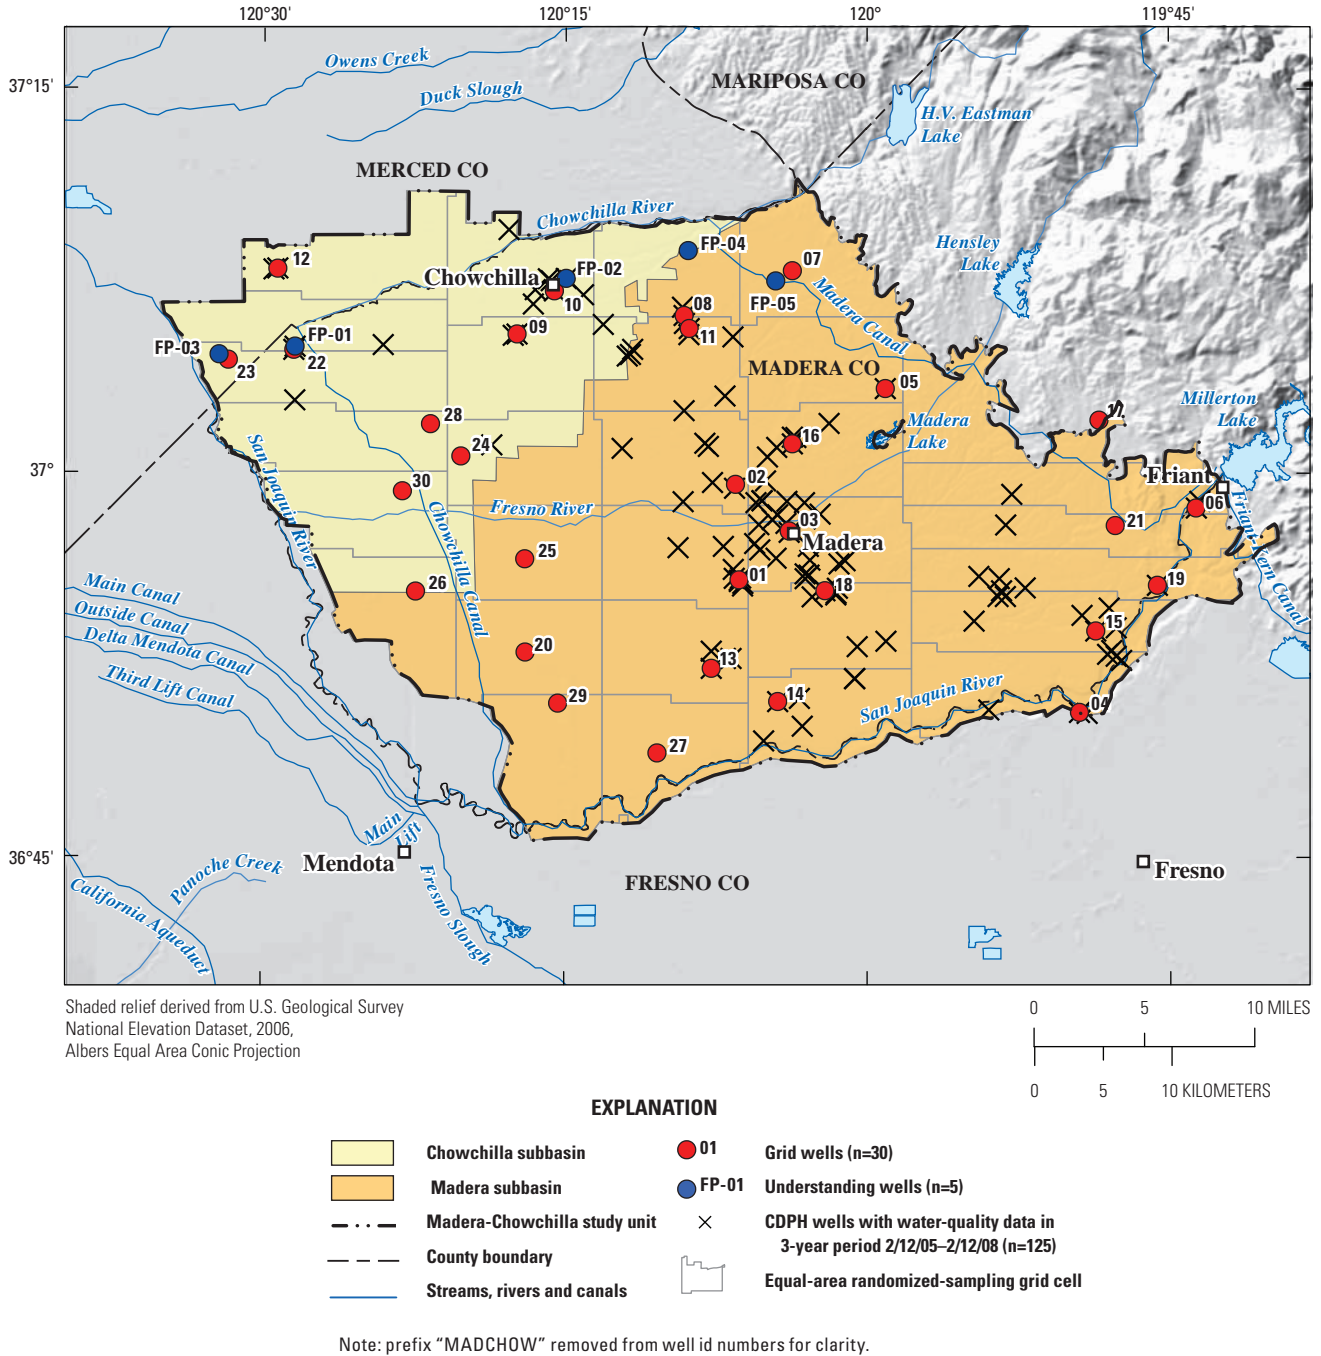 120°30'
120°15'
120°
119°45'
37°15'
37°
36°45'
Owens Creek
Duck Slough
MARIPOSA CO
H.V. Eastman
Lake
MERCED CO
Chowchilla River
Hensley
Lake
12
Chowchilla
FP-02
10
FP-04
07
FP-05
Madera Canal
08
11
09
FP-01
22
FP-03
23
MADERA CO
05
Millerton
Lake
17
28
24
16
Madera
Lake
San Joaquin River
30
02
Friant
06
Fresno River
Chowchilla Canal
03
Madera
21
Friant-Kern Canal
25
26
01
18
19
Main Canal
Outside Canal
Delta Mendota Canal
Third Lift Canal
20
13
15
29
14
San Joaquin River
04
27
Main
Lift
Mendota
Panoche Creek
California Aqueduct
Fresno Slough
FRESNO CO
Fresno
Shaded relief derived from U.S. Geological Survey
National Elevation Dataset, 2006,
Albers Equal Area Conic Projection
0 5 10 MILES
0 5 10 KILOMETERS
EXPLANATION
Chowchilla subbasin
Madera subbasin
Madera-Chowchilla study unit
County boundary
Streams, rivers and canals
01 Grid wells (n=30)
FP-01 Understanding wells (n=5)
CDPH wells with water-quality data in
3-year period 2/12/05–2/12/08 (n=125)
Equal-area randomized-sampling grid cell
Note: prefix “MADCHOW” removed from well id numbers for clarity.